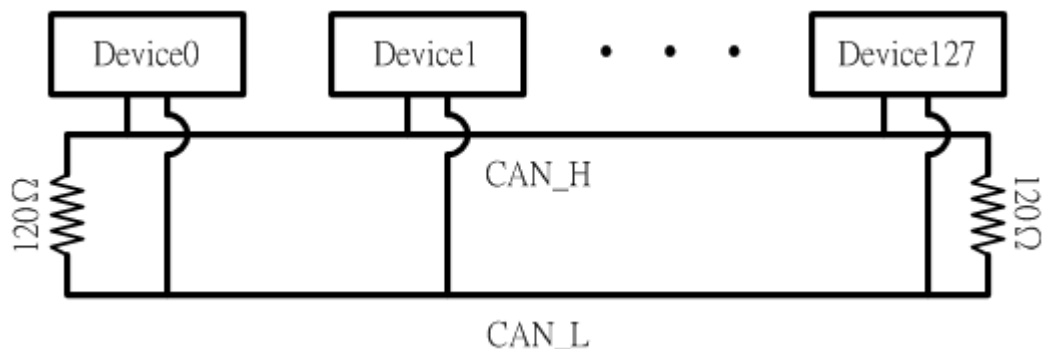 Device0
Device1
Device127
CAN_H
120Ω
120Ω
CAN_L